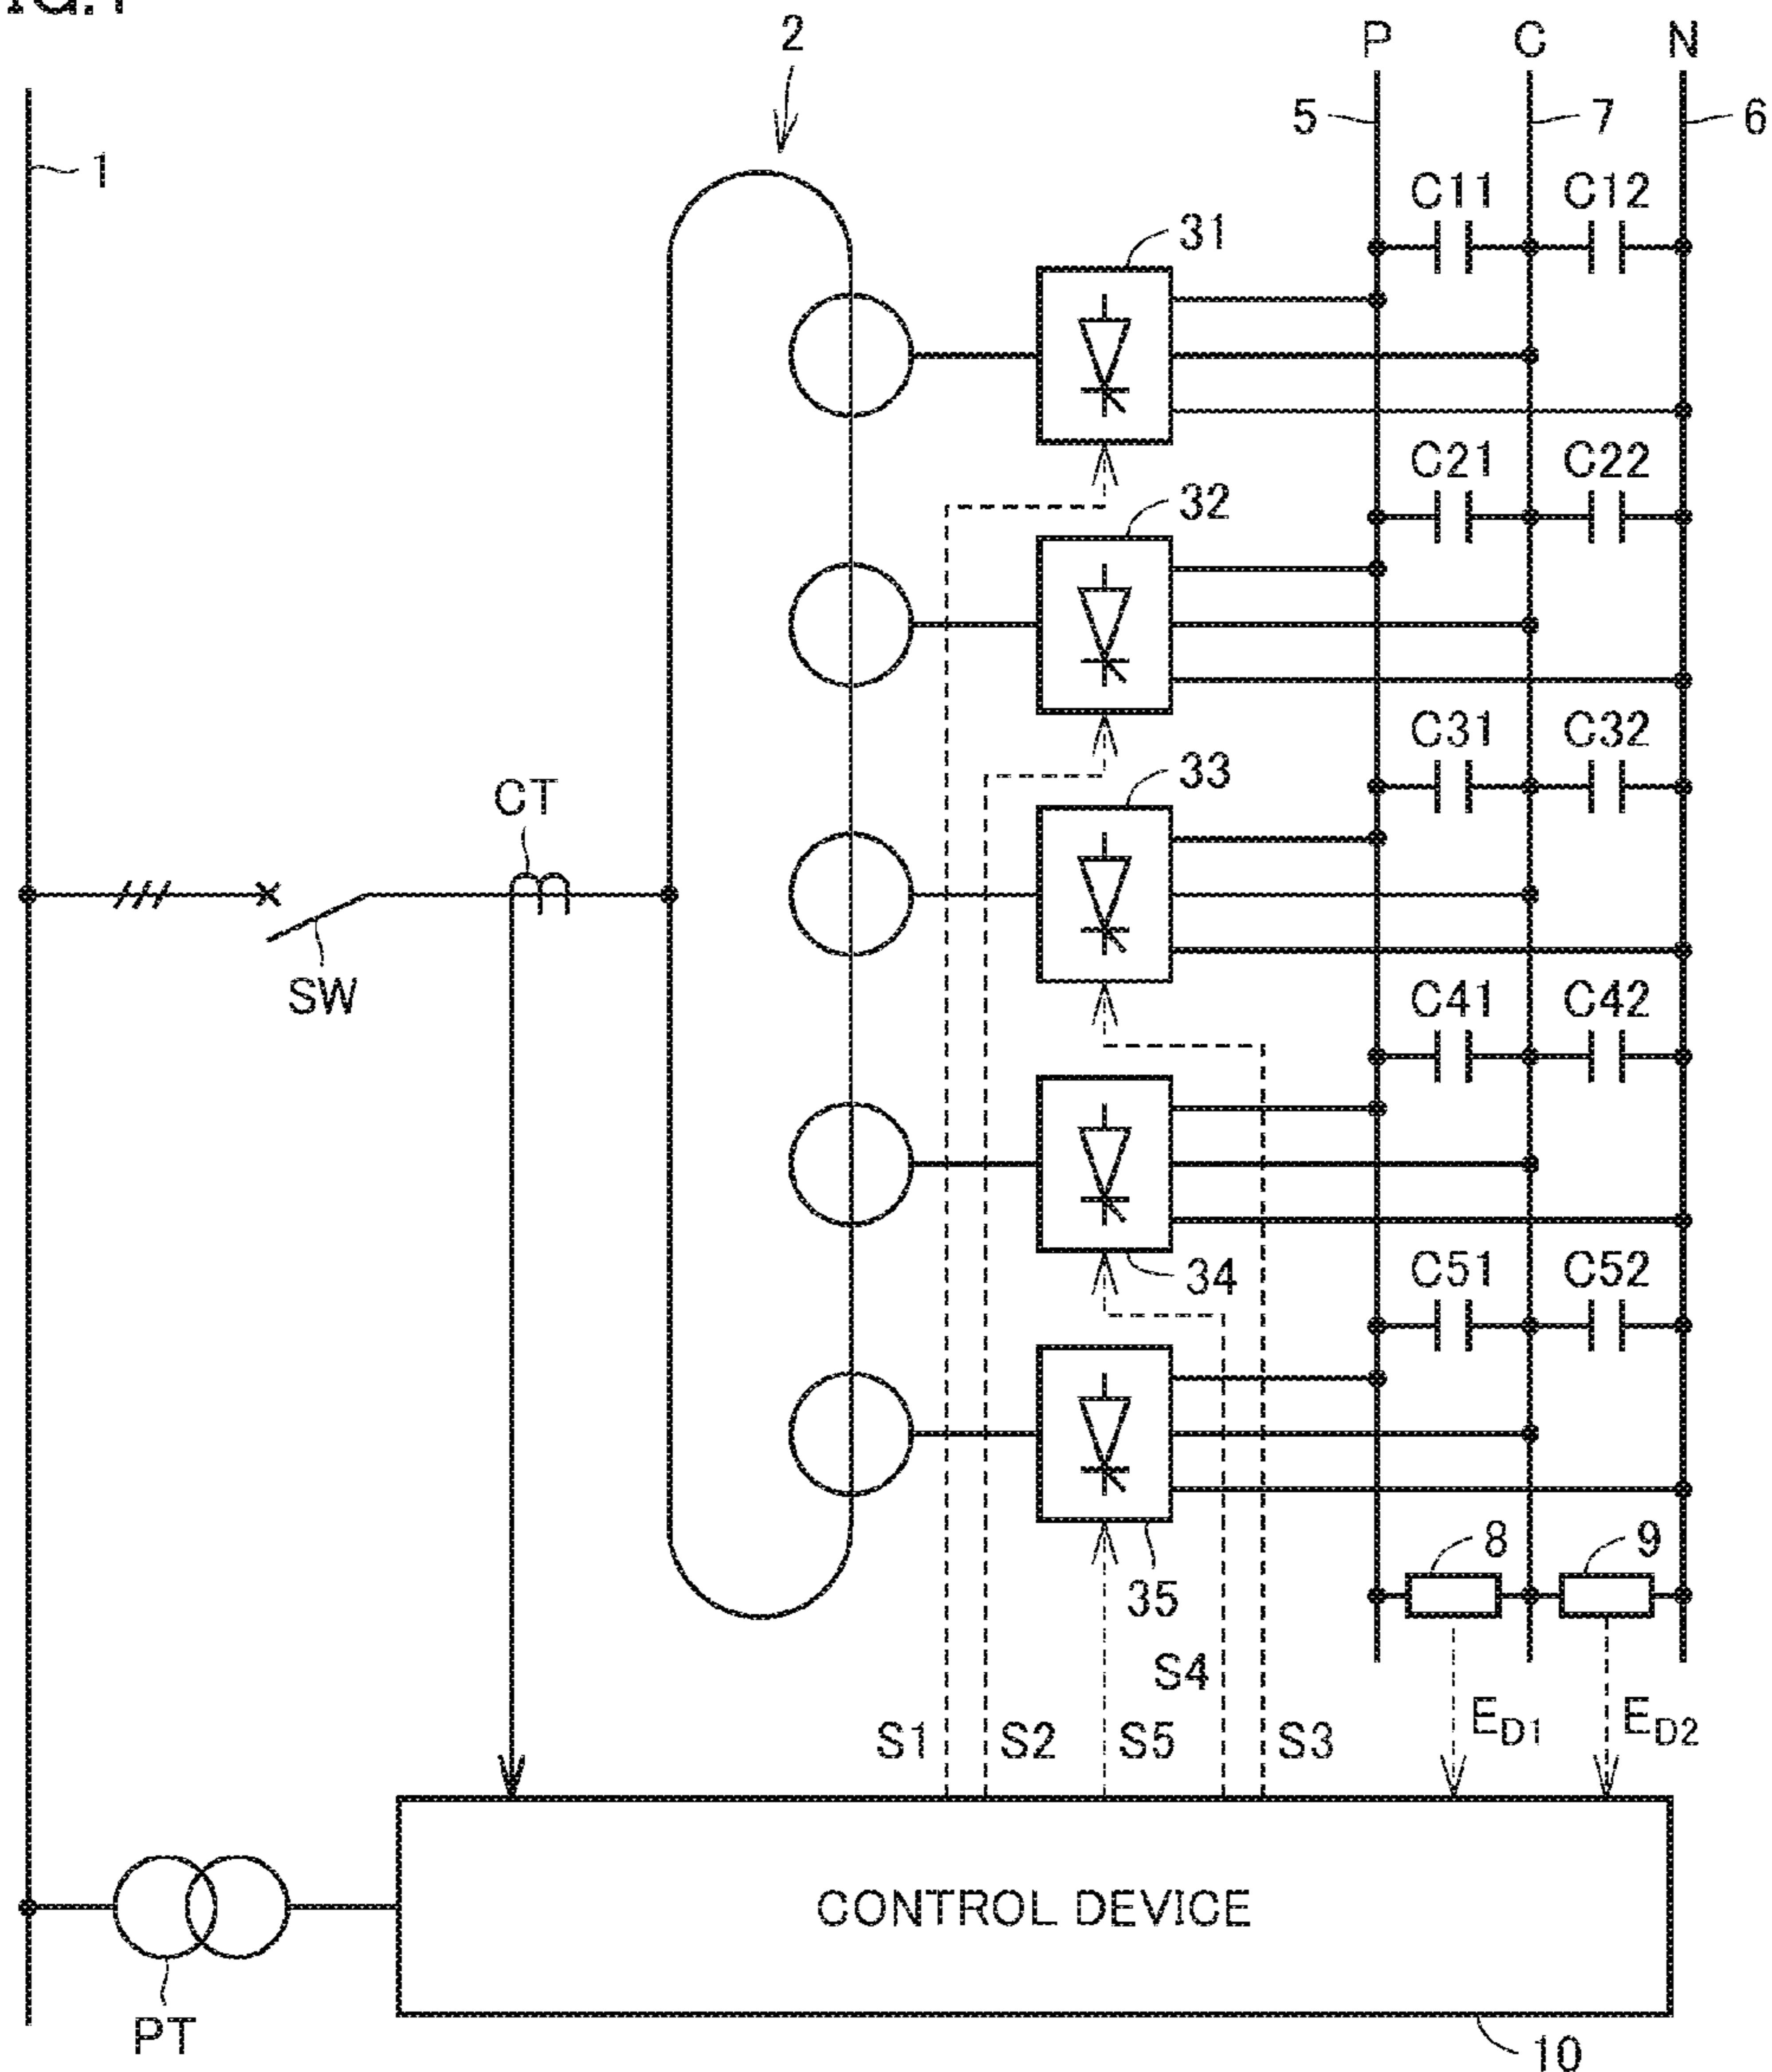 2
P C N
5 7 6
1
C11 C12
31
C21 C22
32
C31 C32
33
CT
SW
C41 C42
34
C51 C52
8 9
35
S4
S1 S2 S5 S3 ED1 ED2
CONTROL DEVICE
PT
10